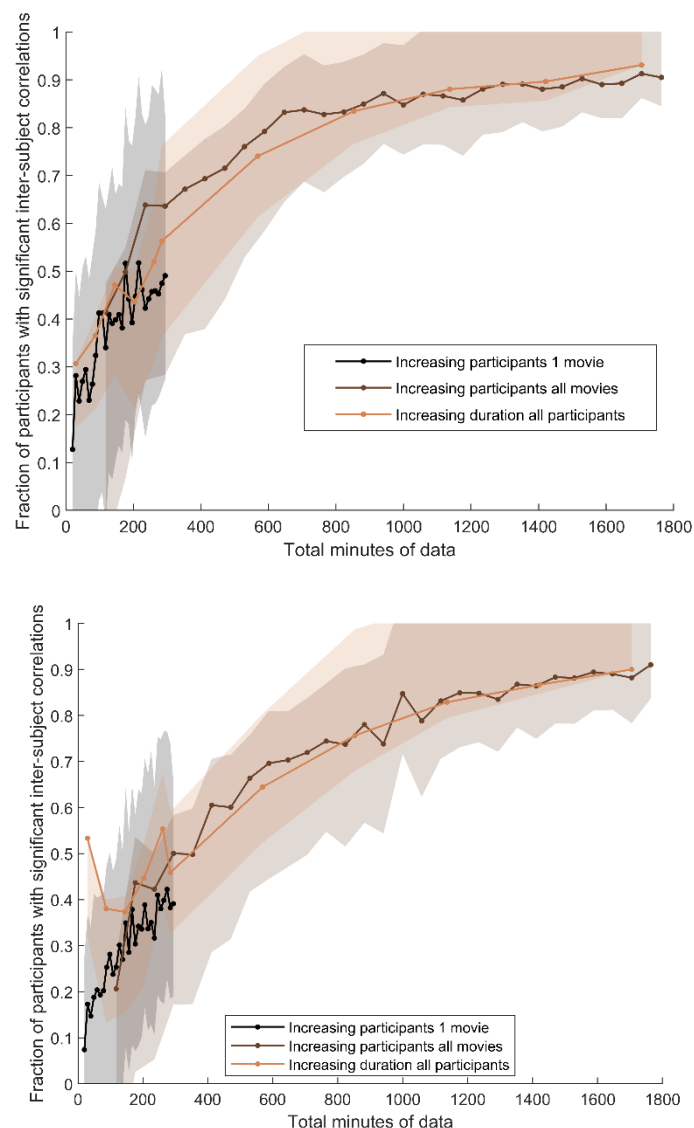 Fraction of participants with significant inter-subject correlations
1
0.9
0.8
0.7
0.6
0.5
0.4
0.3
0.2
0.1
0
Increasing participants 1 movie
Increasing participants all movies
Increasing duration all participants
0 200 400 600 800 1000 1200 1400 1600 1800
Total minutes of data
Fraction of participants with significant inter-subject correlations
1
0.9
0.8
0.7
0.6
0.5
0.4
0.3
0.2
0.1
0
Increasing participants 1 movie
Increasing participants all movies
Increasing duration all participants
0 200 400 600 800 1000 1200 1400 1600 1800
Total minutes of data